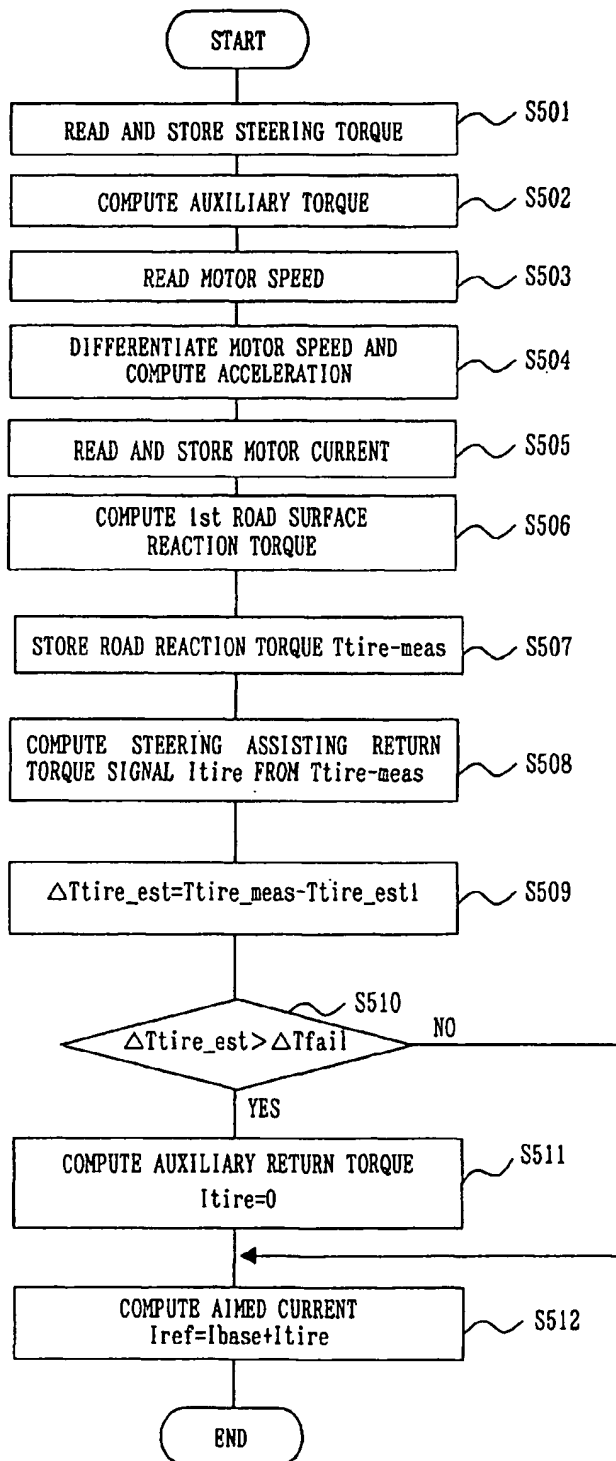 START
READ AND STORE STEERING TORQUE
S501
COMPUTE AUXILIARY TORQUE
S502
READ MOTOR SPEED
S503
DIFFERENTIATE MOTOR SPEED AND
COMPUTE ACCELERATION
S504
READ AND STORE MOTOR CURRENT
S505
COMPUTE 1st ROAD SURFACE
REACTION TORQUE
S506
STORE ROAD REACTION TORQUE Ttire-meas
S507
COMPUTE STEERING ASSISTING RETURN
TORQUE SIGNAL Itire FROM Ttire-meas
S508
△Ttire_est=Ttire_meas-Ttire_est1
S509
S510
△Ttire_est>△Tfail
NO
YES
COMPUTE AUXILIARY RETURN TORQUE
Itire=0
S511
COMPUTE AIMED CURRENT
Iref=Ibase+Itire
S512
END